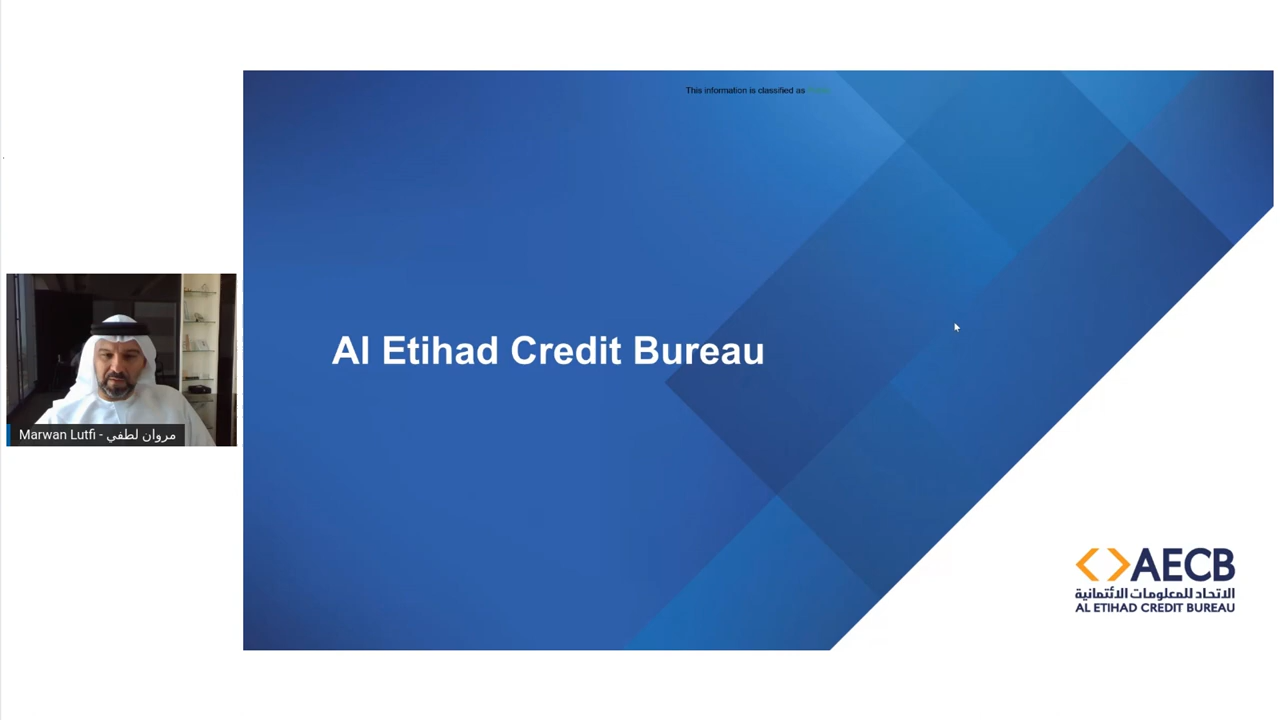 This information is classified as
Al Etihad Credit Bureau
Marwan Lutfi - مروان لطفي
AECB
الاتحاد للمعلومات الائتمانية
AL ETIHAD CREDIT BUREAU